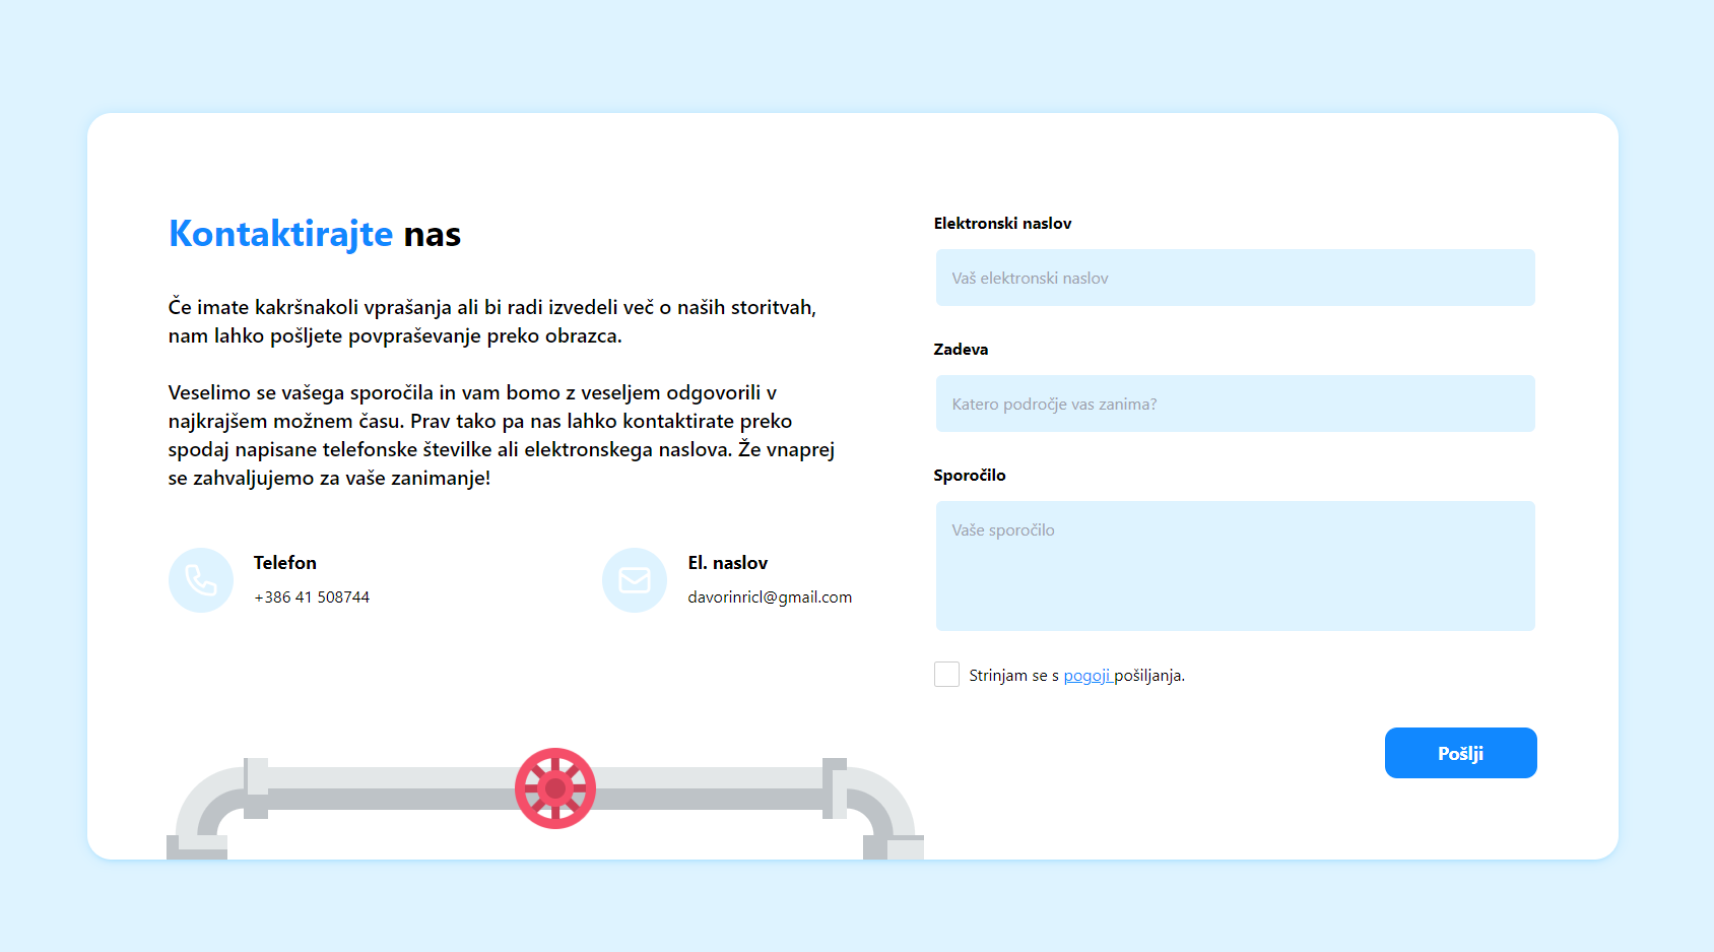 Kontaktirajte nas
Če imate kakršnakoli vprašanja ali bi radi izvedeli več o naših storitvah,
nam lahko pošljete povpraševanje preko obrazca.
Veselimo se vašega sporočila in vam bomo z veseljem odgovorili v
najkrajšem možnem času. Prav tako pa nas lahko kontaktirate preko
spodaj napisane telefonske številke ali elektronskega naslova. Že vnaprej
se zahvaljujemo za vaše zanimanje!
Telefon
+386 41 508744
El. naslov
davorinricl@gmail.com
Elektronski naslov
Vaš elektronski naslov
Zadeva
Katero področje vas zanima?
Sporočilo
Vaše sporočilo
Strinjam se s pogoji pošiljanja.
Pošlji